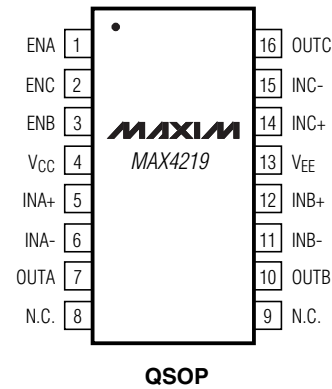 ENA 1
ENC 2
ENB 3
VCC 4
INA+ 5
INA- 6
OUTA 7
N.C. 8
MAXIM
MAX4219
16 OUTC
15 INC-
14 INC+
13 VEE
12 INB+
11 INB-
10 OUTB
9 N.C.
QSOP